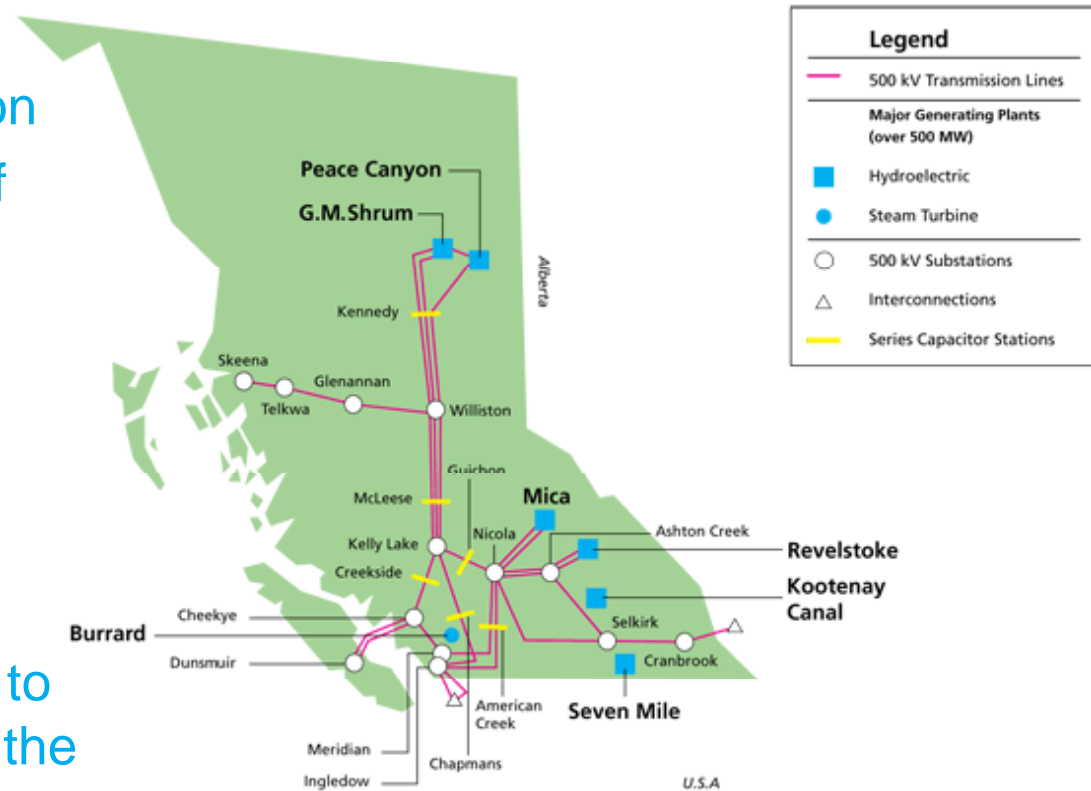 on
f
to
the
Peace Canyon
G.M.Shrum
Alberta
Kennedy
Skeena
Glenannan
Telkwa
Williston
Guichon
McLeese
Mica
Nicola
Ashton Creek
Kelly Lake
Revelstoke
Creekside
Kootenay
Canal
Cheekye
Selkirk
Burrard
Dunsmuir
Cranbrook
American
Creek
Seven Mile
Meridian
Chapmans
Ingledow
U.S.A
Legend
500 kV Transmission Lines
Major Generating Plants
(over 500 MW)
Hydroelectric
Steam Turbine
500 kV Substations
Interconnections
Series Capacitor Stations